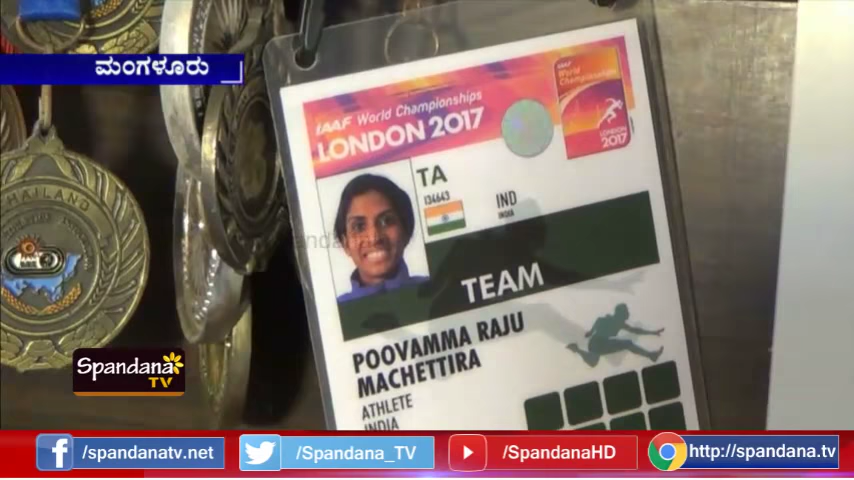 ಮಂಗಳೂರು
THAILAND
IAAF World Championships
LONDON 2017
IAAF
World Championships
LONDON
2017
TA
134643
IND
INDIA
TEAM
POOVAMMA RAJU
MACHETTIRA
ATHLETE
INDIA
Spandana
TV
/spandanatv.net
/Spandana_TV
/SpandanaHD
http://spandana.tv